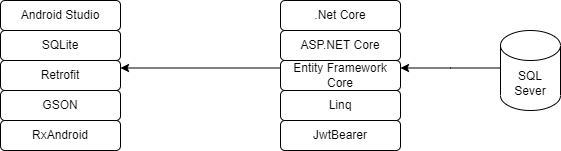 Android Studio
SQLite
Retrofit
GSON
RxAndroid
.Net Core
ASP.NET Core
Entity Framework
Core
Linq
JwtBearer
SQL
Sever